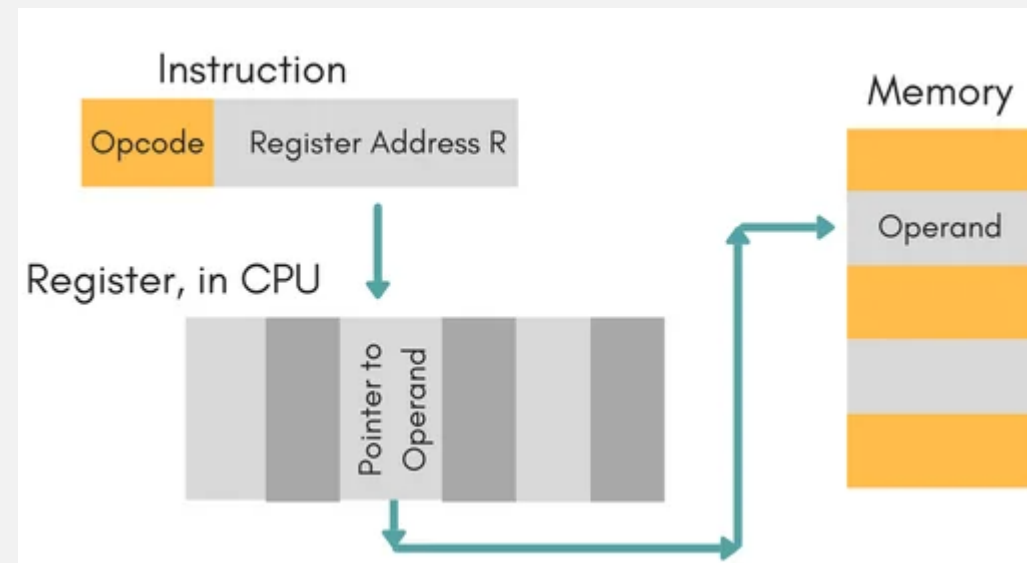 Instruction
Memory
Opcode
Register Address R
Operand
Register, in CPU
Pointer to
Operand